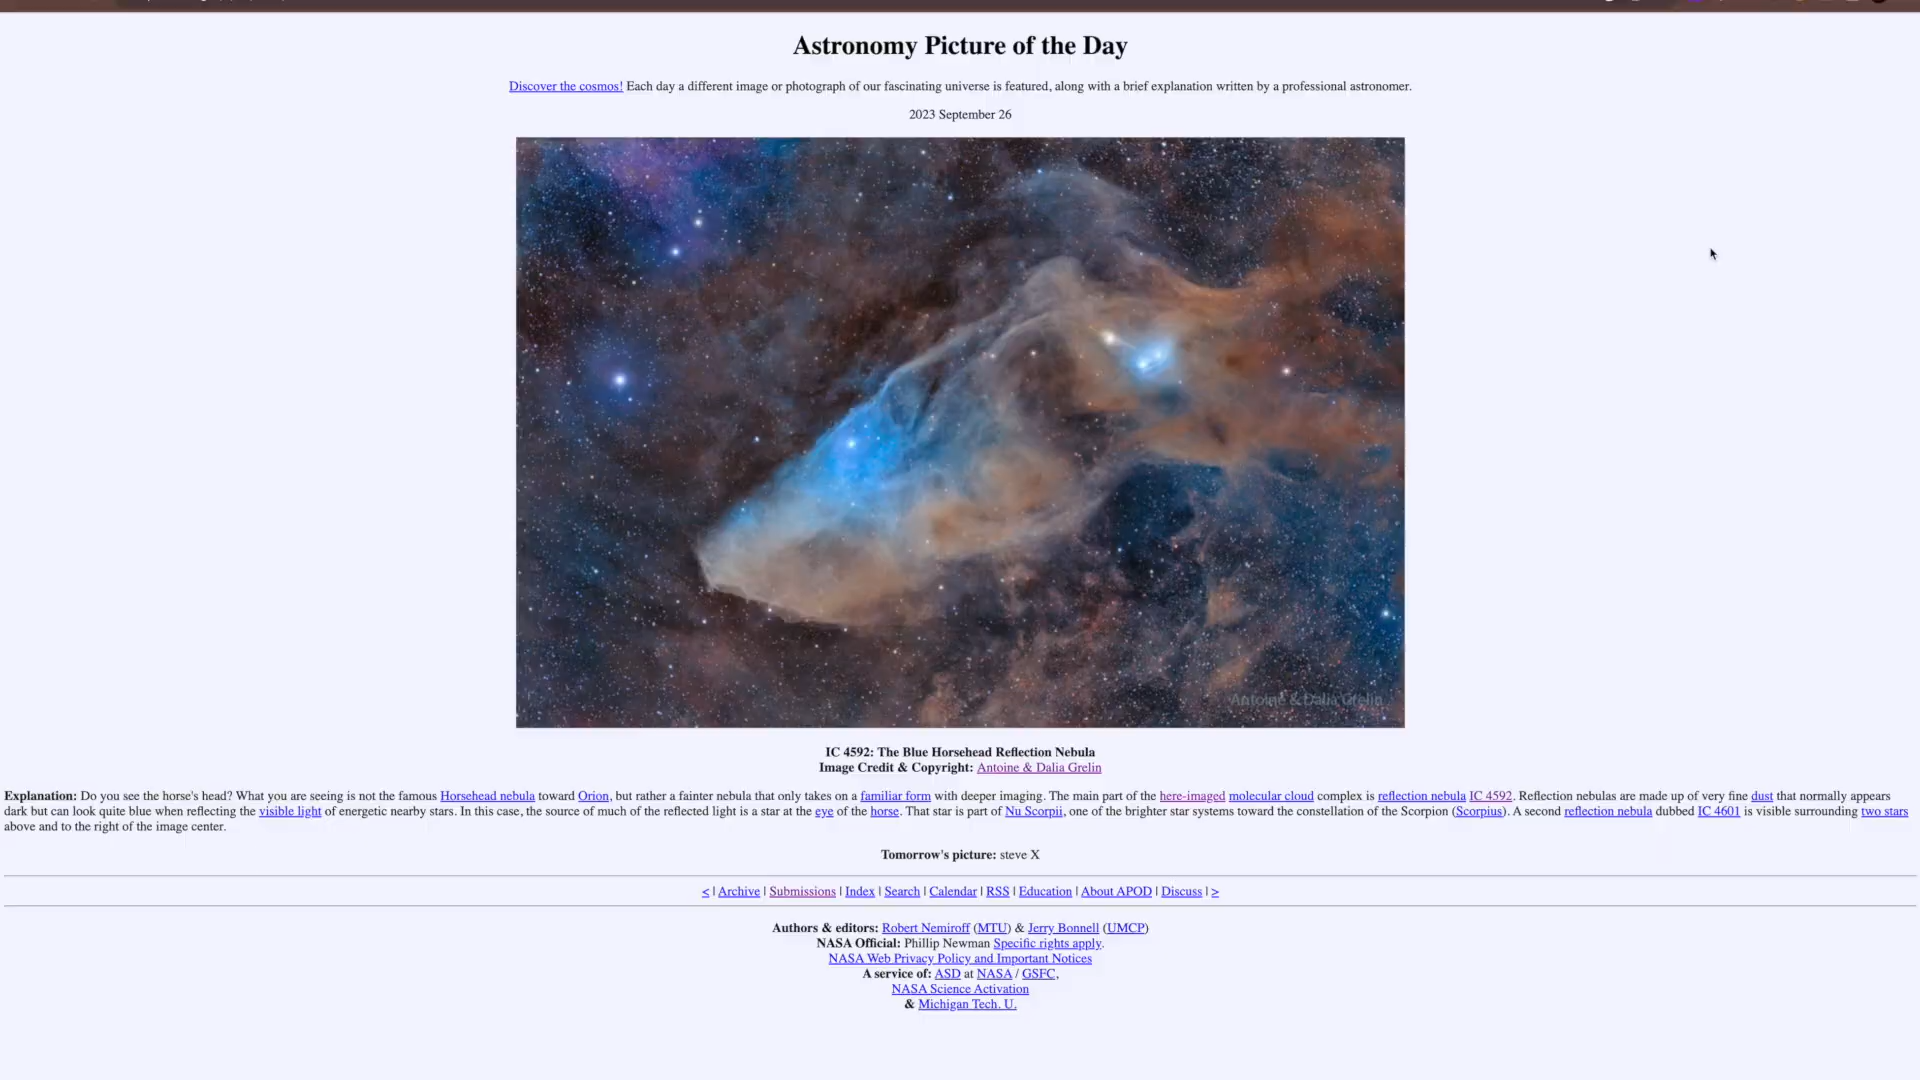 Astronomy Picture of the Day
Discover the cosmos! Each day a different image or photograph of our fascinating universe is featured, along with a brief explanation written by a professional astronomer.
2023 September 26
Antoine & Dalia Grelin
IC 4592: The Blue Horsehead Reflection Nebula
Image Credit & Copyright: Antoine & Dalia Grelin
Explanation: Do you see the horse's head? What you are seeing is not the famous Horsehead nebula toward Orion, but rather a fainter nebula that only takes on a familiar form with deeper imaging. The main part of the here-imaged molecular cloud complex is reflection nebula IC 4592. Reflection nebulas are made up of very fine dust that normally appears
dark but can look quite blue when reflecting the visible light of energetic nearby stars. In this case, the source of much of the reflected light is a star at the eye of the horse. That star is part of Nu Scorpii, one of the brighter star systems toward the constellation of the Scorpion (Scorpius). A second reflection nebula dubbed IC 4601 is visible surrounding two stars
above and to the right of the image center.
Tomorrow's picture: steve X
< | Archive | Submissions | Index | Search | Calendar | RSS | Education | About APOD | Discuss | >
Authors & editors: Robert Nemiroff (MTU) & Jerry Bonnell (UMCP)
NASA Official: Phillip Newman Specific rights apply.
NASA Web Privacy Policy and Important Notices
A service of: ASD at NASA / GSFC,
NASA Science Activation
& Michigan Tech. U.